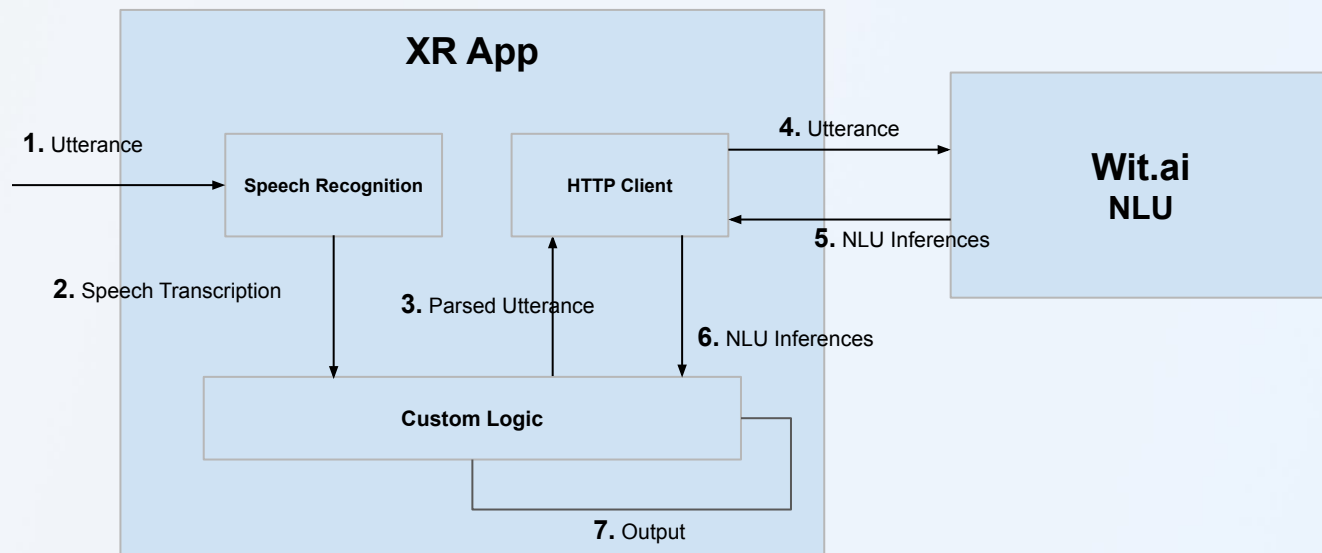 XR App
1. Utterance
Speech Recognition
HTTP Client
4. Utterance
Wit.ai
NLU
5. NLU Inferences
2. Speech Transcription
3. Parsed Utterance
6. NLU Inferences
Custom Logic
7. Output